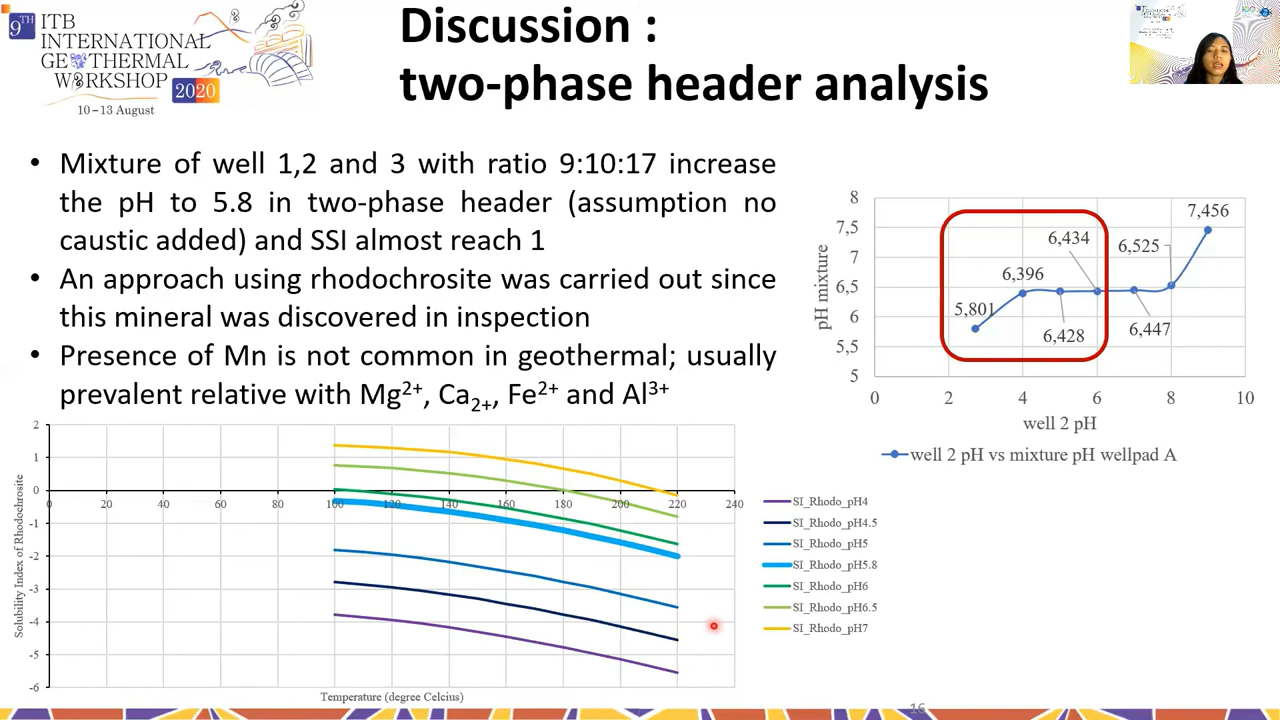 9TH ITB
INTERNATIONAL
GEOTHERMAL
WORKSHOP 2020
10 – 13 August
Discussion :
two-phase header analysis
• Mixture of well 1,2 and 3 with ratio 9:10:17 increase
the pH to 5.8 in two-phase header (assumption no
caustic added) and SSI almost reach 1
• An approach using rhodochrosite was carried out since
this mineral was discovered in inspection
• Presence of Mn is not common in geothermal; usually
prevalent relative with Mg2+, Ca2+, Fe2+ and Al3+
8
7,5
7
6,5
6
5,5
5
pH mixture
5,801
6,396
6,428
6,434
6,447
6,525
7,456
0 2 4 6 8 10
well 2 pH
well 2 pH vs mixture pH wellpad A
2
1
0
-1
-2
-3
-4
-5
-6
Solubility Index of Rhodochrosite
0 20 40 60 80 100 120 140 160 180 200 220 240
Temperature (degree Celcius)
SI_Rhodo_pH4
SI_Rhodo_pH4.5
SI_Rhodo_pH5
SI_Rhodo_pH5.8
SI_Rhodo_pH6
SI_Rhodo_pH6.5
SI_Rhodo_pH7
16